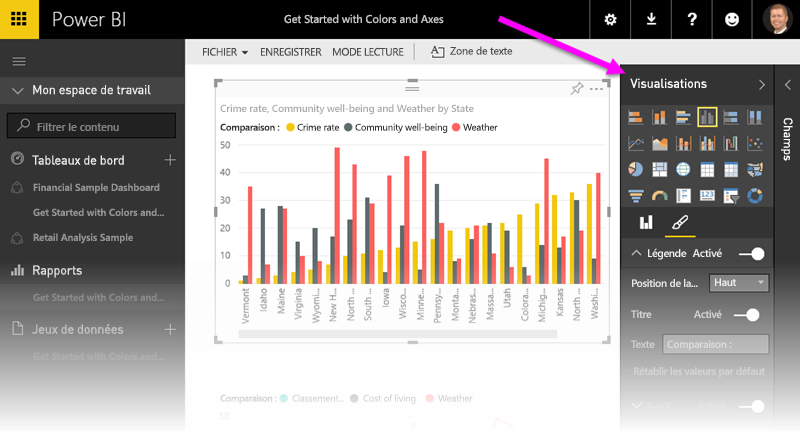 Power BI
Get Started with Colors and Axes
FICHIER
ENREGISTRER
MODE LECTURE
Zone de texte
Mon espace de travail
Filtrer le contenu
Tableaux de bord
Financial Sample Dashboard
Get Started with Colors and...
Retail Analysis Sample
Rapports
Get Started with Colors and...
Jeux de données
Get Started with Colors and...
Crime rate, Community well-being and Weather by State
Comparaison : Crime rate Community well-being Weather
50
40
30
20
10
0
Vermont
Idaho
Maine
Virginia
Wyomi...
New H...
North ...
South ...
Iowa
Wisco...
Minne...
Pennsy...
Monta...
Nebras...
Massa...
Utah
Colora...
Michig...
Kansas
North ...
Washi...
Comparaison : Classement... Cost of living Weather
50
Visualisations
Champs
Légende Activé
Position de la... Haut
Titre Activé
Texte Comparaison :
Rétablir les valeurs par défaut
Activé